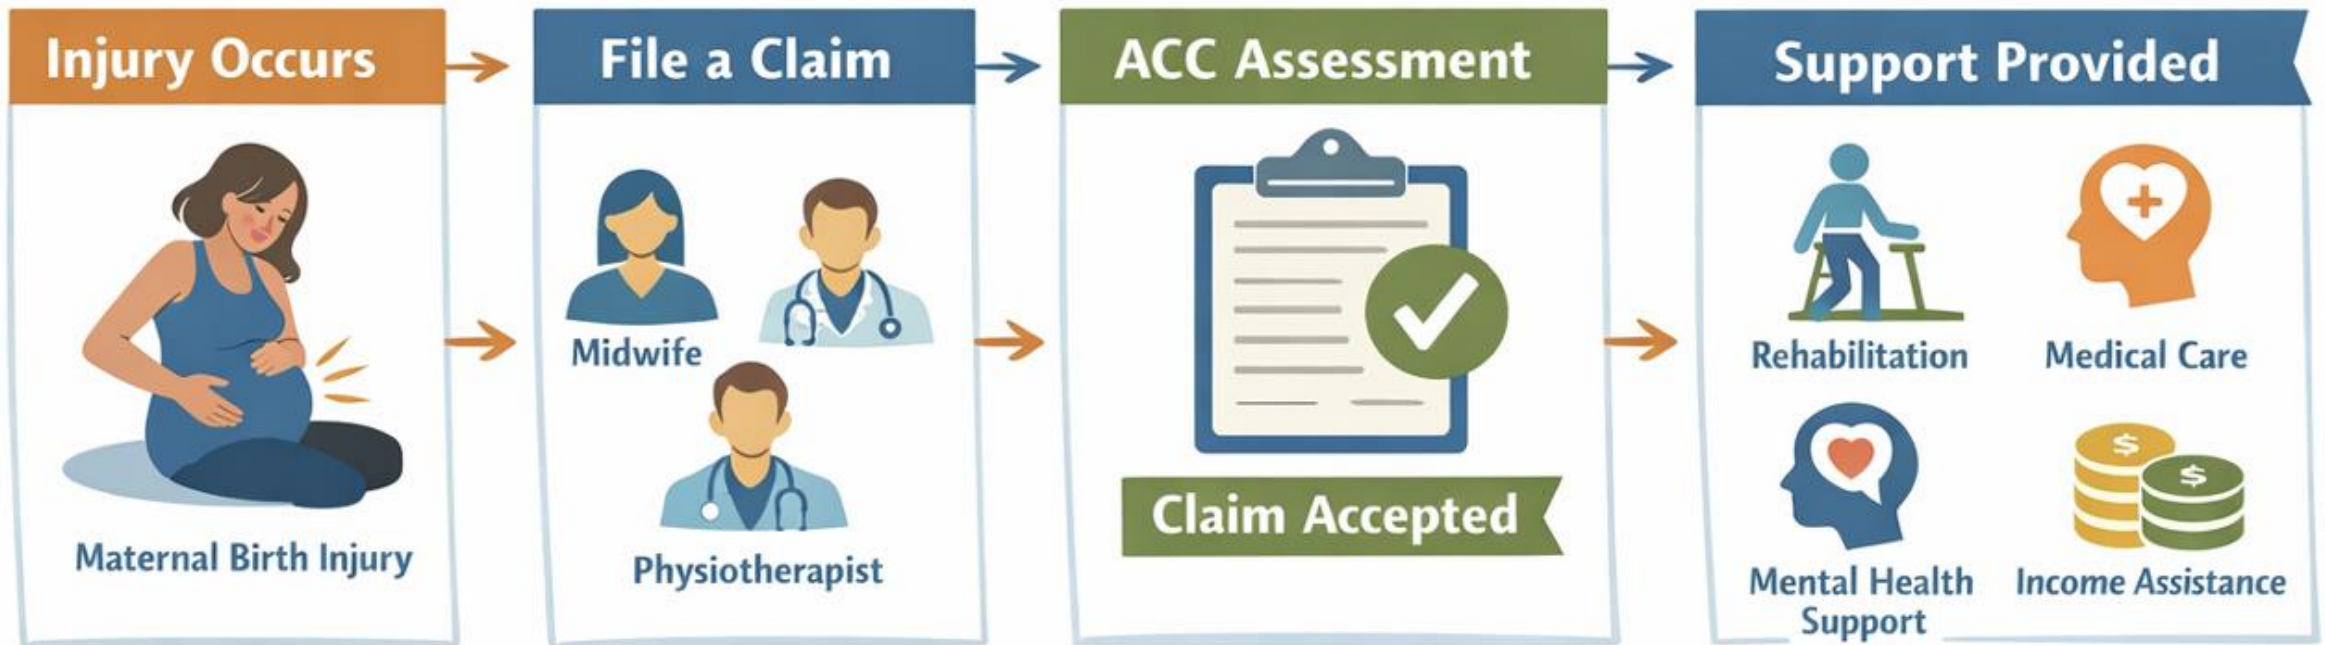 Injury Occurs
Maternal Birth Injury
File a Claim
Midwife
Physiotherapist
ACC Assessment
Claim Accepted
Support Provided
Rehabilitation
Medical Care
Mental Health
Support
Income Assistance
$
$